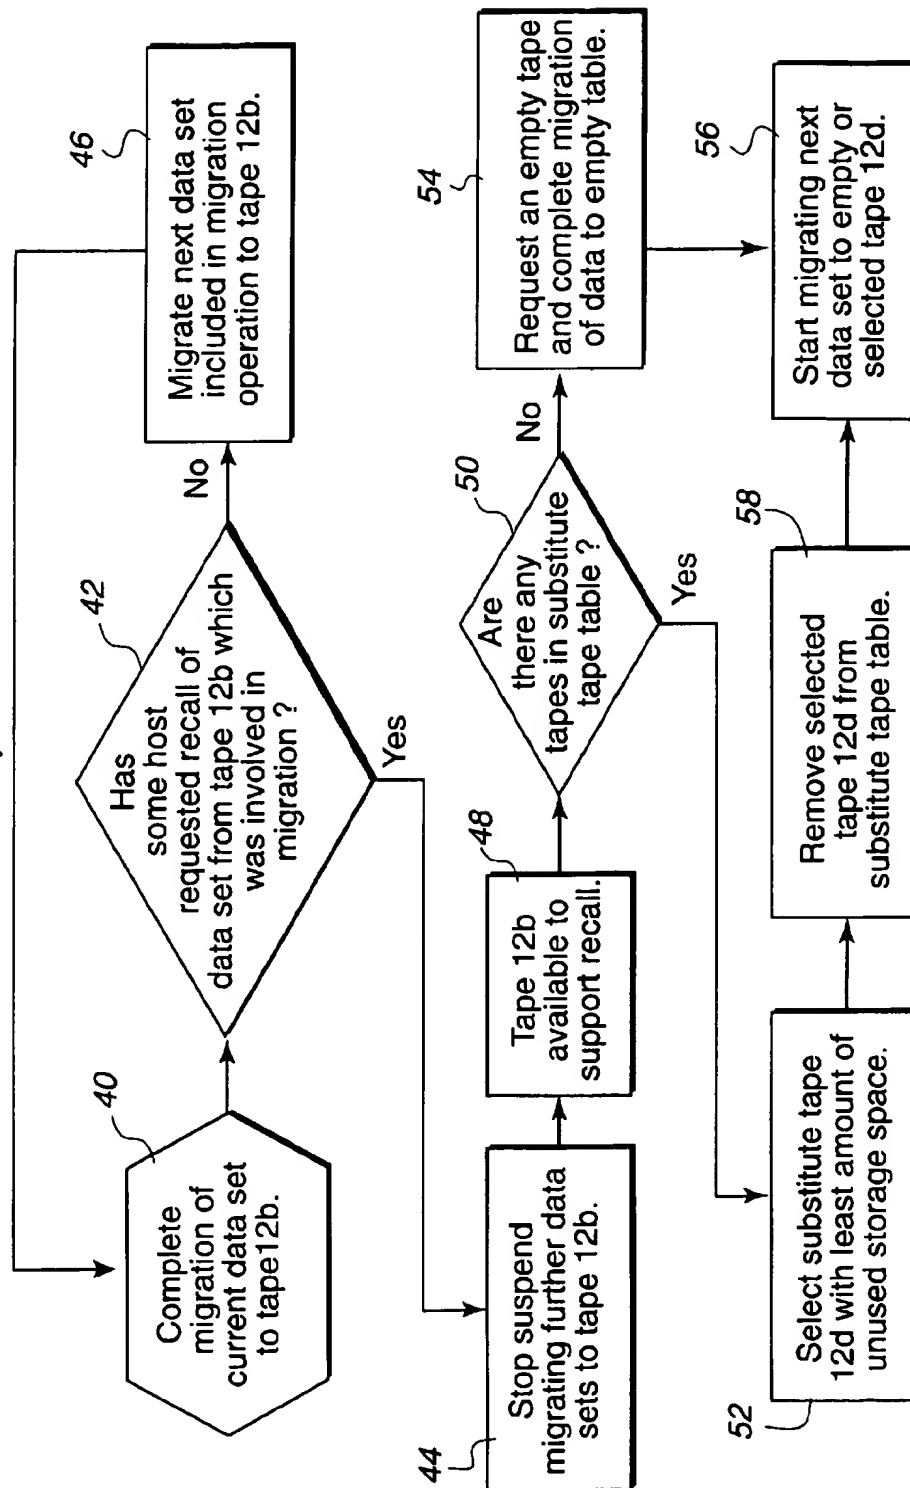 40
Complete
migration of
current data set
to tape12b.
42
Has
some host
requested recall of
data set from tape 12b which
was involved in
migration ?
No
Yes
46
Migrate next data set
included in migration
operation to tape 12b.
44
Stop suspend
migrating further data
sets to tape 12b.
48
Tape 12b
available to
support recall.
50
Are
there any
tapes in substitute
tape table ?
No
Yes
54
Request an empty tape
and complete migration
of data to empty table.
52
Select substitute tape
12d with least amount of
unused storage space.
58
Remove selected
tape 12d from
substitute tape table.
56
Start migrating next
data set to empty or
selected tape 12d.